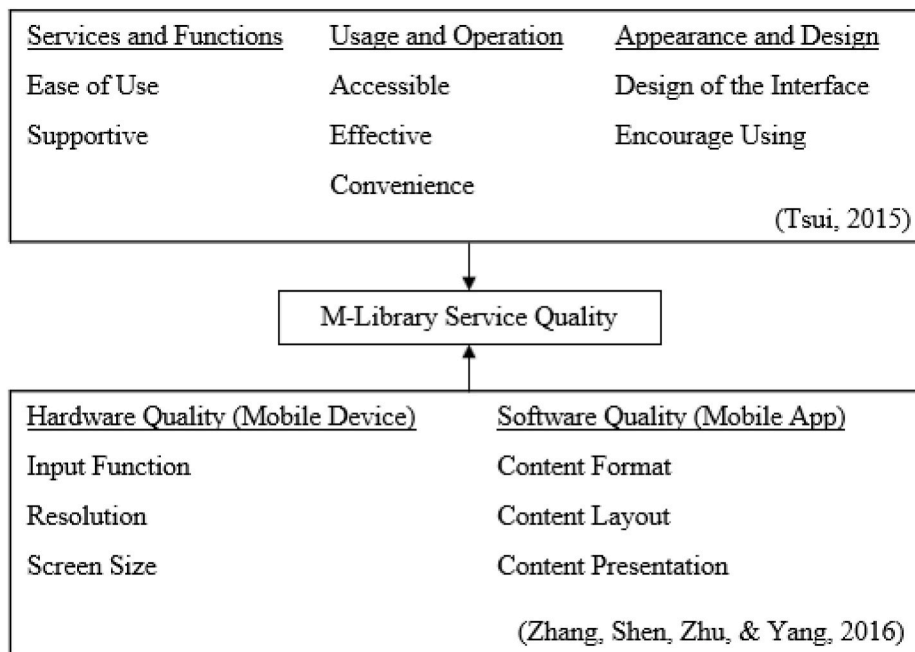 Services and Functions
Ease of Use
Supportive
Usage and Operation
Accessible
Effective
Convenience
Appearance and Design
Design of the Interface
Encourage Using
(Tsui, 2015)
M-Library Service Quality
Hardware Quality (Mobile Device)
Input Function
Resolution
Screen Size
Software Quality (Mobile App)
Content Format
Content Layout
Content Presentation
(Zhang, Shen, Zhu, & Yang, 2016)